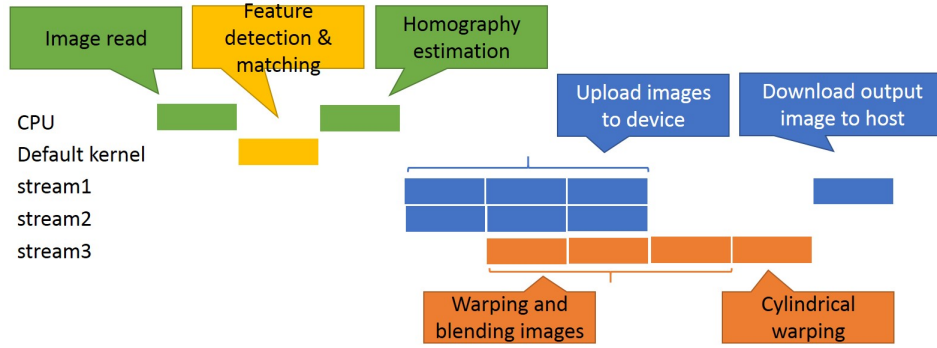 Image read
Feature
detection &
matching
Homography
estimation
Upload images
to device
Download output
image to host
CPU
Default kernel
stream1
stream2
stream3
Warping and
blending images
Cylindrical
warping